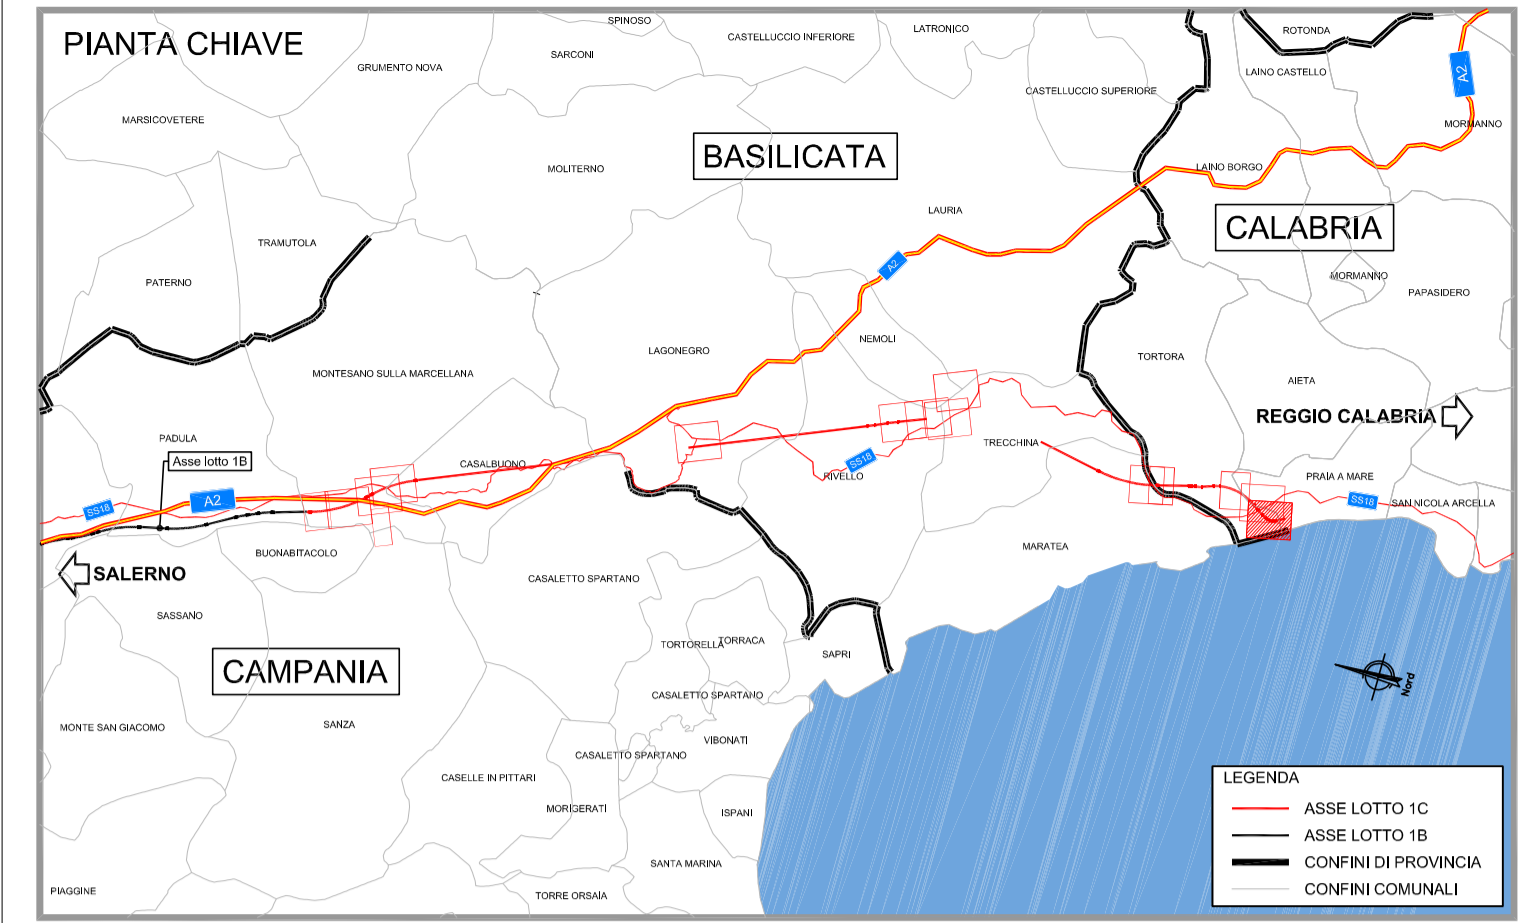 PIANTA CHIAVE
SPINOSO
CASTELLUCCIO INFERIORE
LATRONICO
ROTONDA
SARCONI
GRUMENTO NOVA
LAINO CASTELLO
A2
CASTELLUCCIO SUPERIORE
MARSICOVETERE
MORMANNO
BASILICATA
MOLITERNO
LAINO BORGO
LAURIA
CALABRIA
TRAMUTOLA
A2
MORMANNO
PATERNO
PAPASIDERO
NEMOLI
LAGONEGRO
TORTORA
MONTESANO SULLA MARCELLANA
AIETA
REGGIO CALABRIA
PADULA
TRECCHINA
Asse lotto 1B
CASALBUONO
SS18
RIVELLO
PRAIA A MARE
A2
SS18
SS18
SAN NICOLA ARCELLA
BUONABITACOLO
MARATEA
SALERNO
CASALETTO SPARTANO
SASSANO
TORTORELLA
TORRACA
SAPRI
CAMPANIA
Nord
CASALETTO SPARTANO
MONTE SAN GIACOMO
SANZA
VIBONATI
CASALETTO SPARTANO
CASELLE IN PITTARI
LEGENDA
MORIGERATI
ISPANI
ASSE LOTTO 1C
ASSE LOTTO 1B
SANTA MARINA
CONFINI DI PROVINCIA
PIAGGINE
TORRE ORSAIA
CONFINI COMUNALI